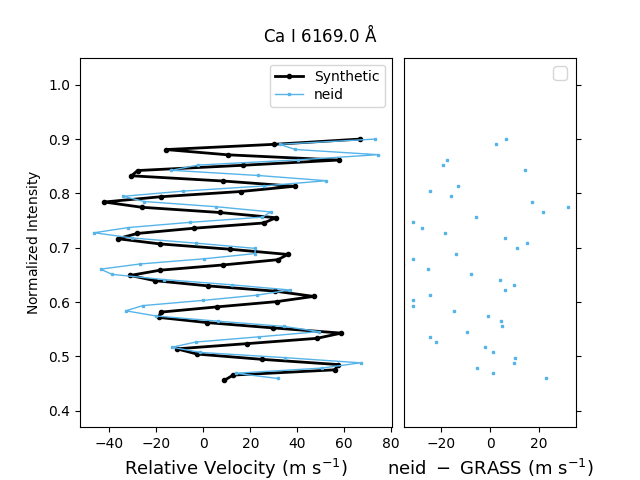 Ca I 6169.0 Å
Synthetic
neid
Normalized Intensity
1.0
0.9
0.8
0.7
0.6
0.5
0.4
−40 −20 0 20 40 60 80
−20 0 20
Relative Velocity (m s⁻¹)
neid − GRASS (m s⁻¹)